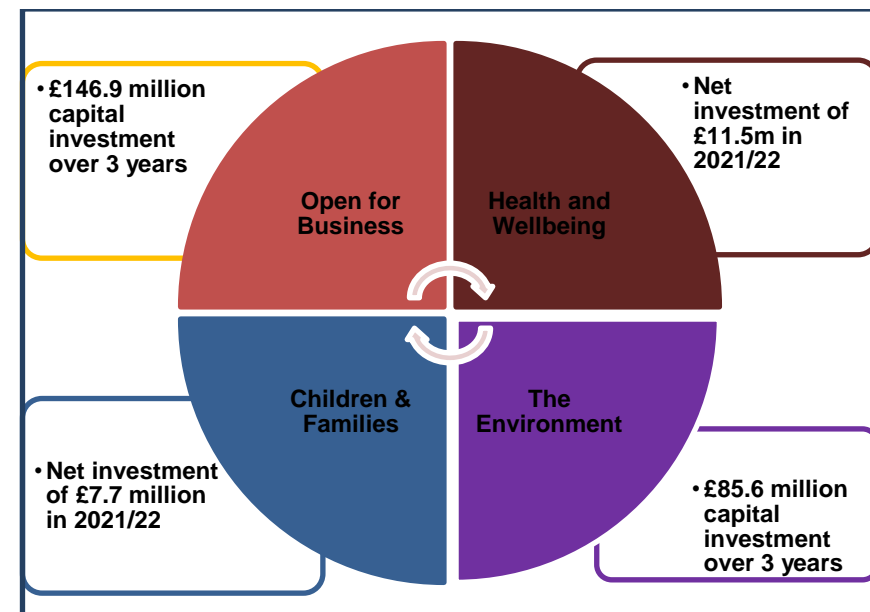 • £146.9 million
capital
investment
over 3 years
• Net
investment of
£11.5m in
2021/22
Open for
Business
Health and
Wellbeing
Children &
Families
The
Environment
• Net investment
of £7.7 million
in 2021/22
• £85.6 million
capital
investment
over 3 years